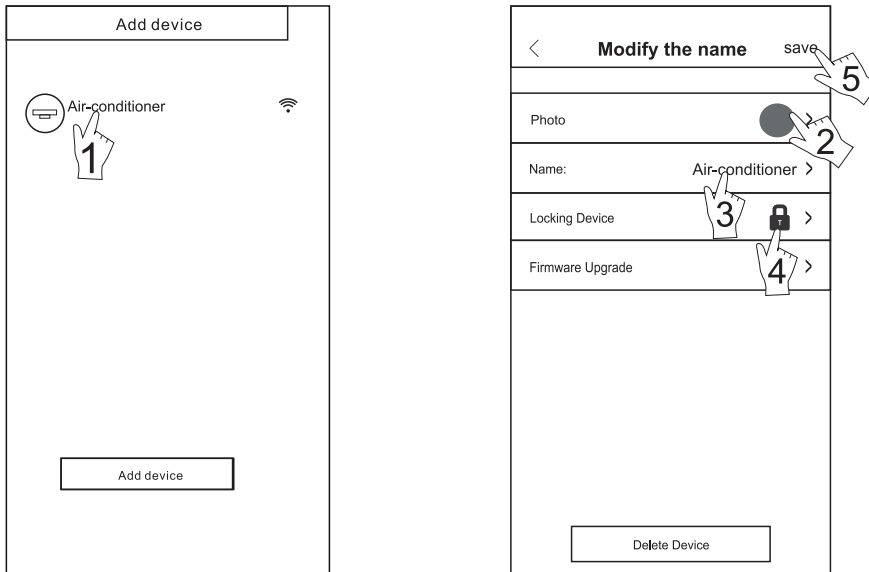 Add device
Air-conditioner
1
Add device
Modify the name save
5
Photo
2
Name: Air-conditioner
3
Locking Device
T
4
Firmware Upgrade
Delete Device